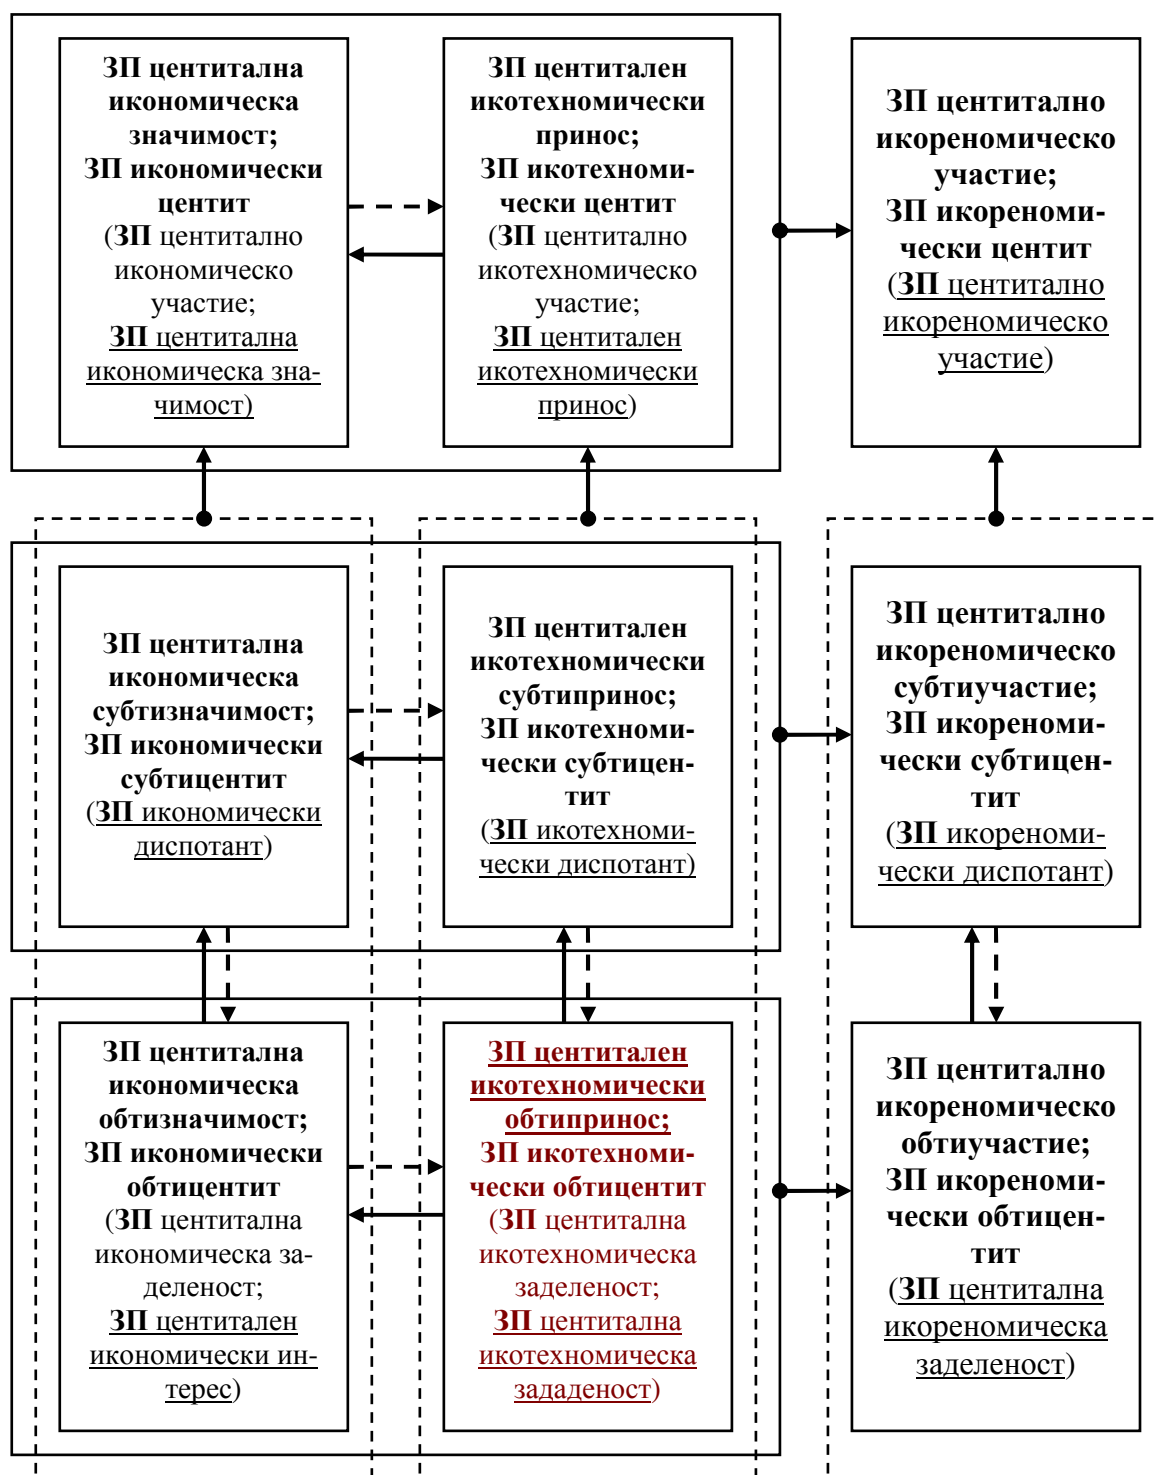 ЗП центитална
икономическа
значимост;
ЗП икономически
центит
(ЗП центитално
икономическо
участие;
ЗП центитална
икономическа зна-
чимост)
ЗП центитален
икотехномически
принос;
ЗП икотехноми-
чески центит
(ЗП центитално
икотехномическо
участие;
ЗП центитален
икотехномически
принос)
ЗП центитално
икореномическо
участие;
ЗП икореноми-
чески центит
(ЗП центитално
икореномическо
участие)
ЗП центитална
икономическа
субтизначимост;
ЗП икономически
субтицентит
(ЗП икономически
диспотант)
ЗП центитален
икотехномически
субтипринос;
ЗП икотехноми-
чески субтицен-
тит
(ЗП икотехноми-
чески диспотант)
ЗП центитално
икореномическо
субтиучастие;
ЗП икореноми-
чески субтицен-
тит
(ЗП икореноми-
чески диспотант)
ЗП центитална
икономическа
обтизначимост;
ЗП икономически
обтицентит
(ЗП центитална
икономическа за-
деленост;
ЗП центитален
икономически ин-
терес)
ЗП центитален
икотехномически
обтипринос;
ЗП икотехноми-
чески обтицентит
(ЗП центитална
икотехномическа
заделеност;
ЗП центитална
икотехномическа
зададеност)
ЗП центитално
икореномическо
обтиучастие;
ЗП икореноми-
чески обтицен-
тит
(ЗП центитална
икореномическа
заделеност)